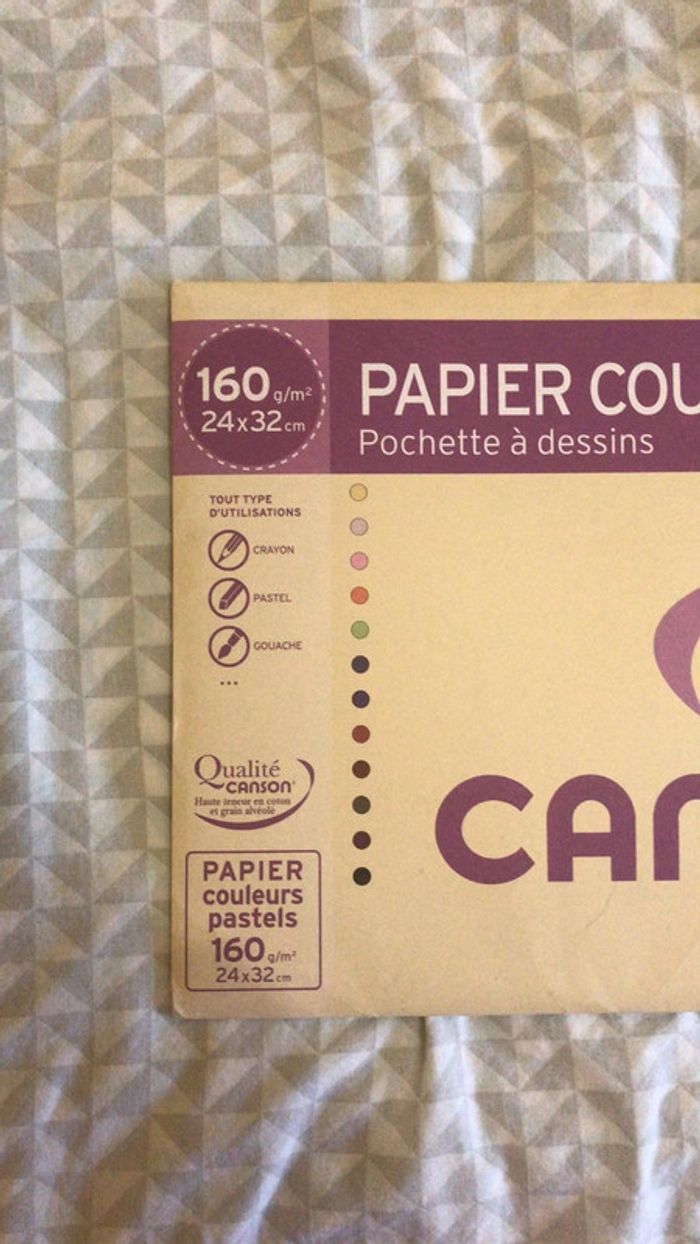 160 g/m²
24x32 cm
PAPIER COU
Pochette à dessins
TOUT TYPE
D'UTILISATIONS
CRAYON
PASTEL
GOUACHE
...
Qualité
CANSON®
Haute teneur en coton
et grain alvéolé
CAN
PAPIER
couleurs
pastels
160 g/m²
24x32 cm